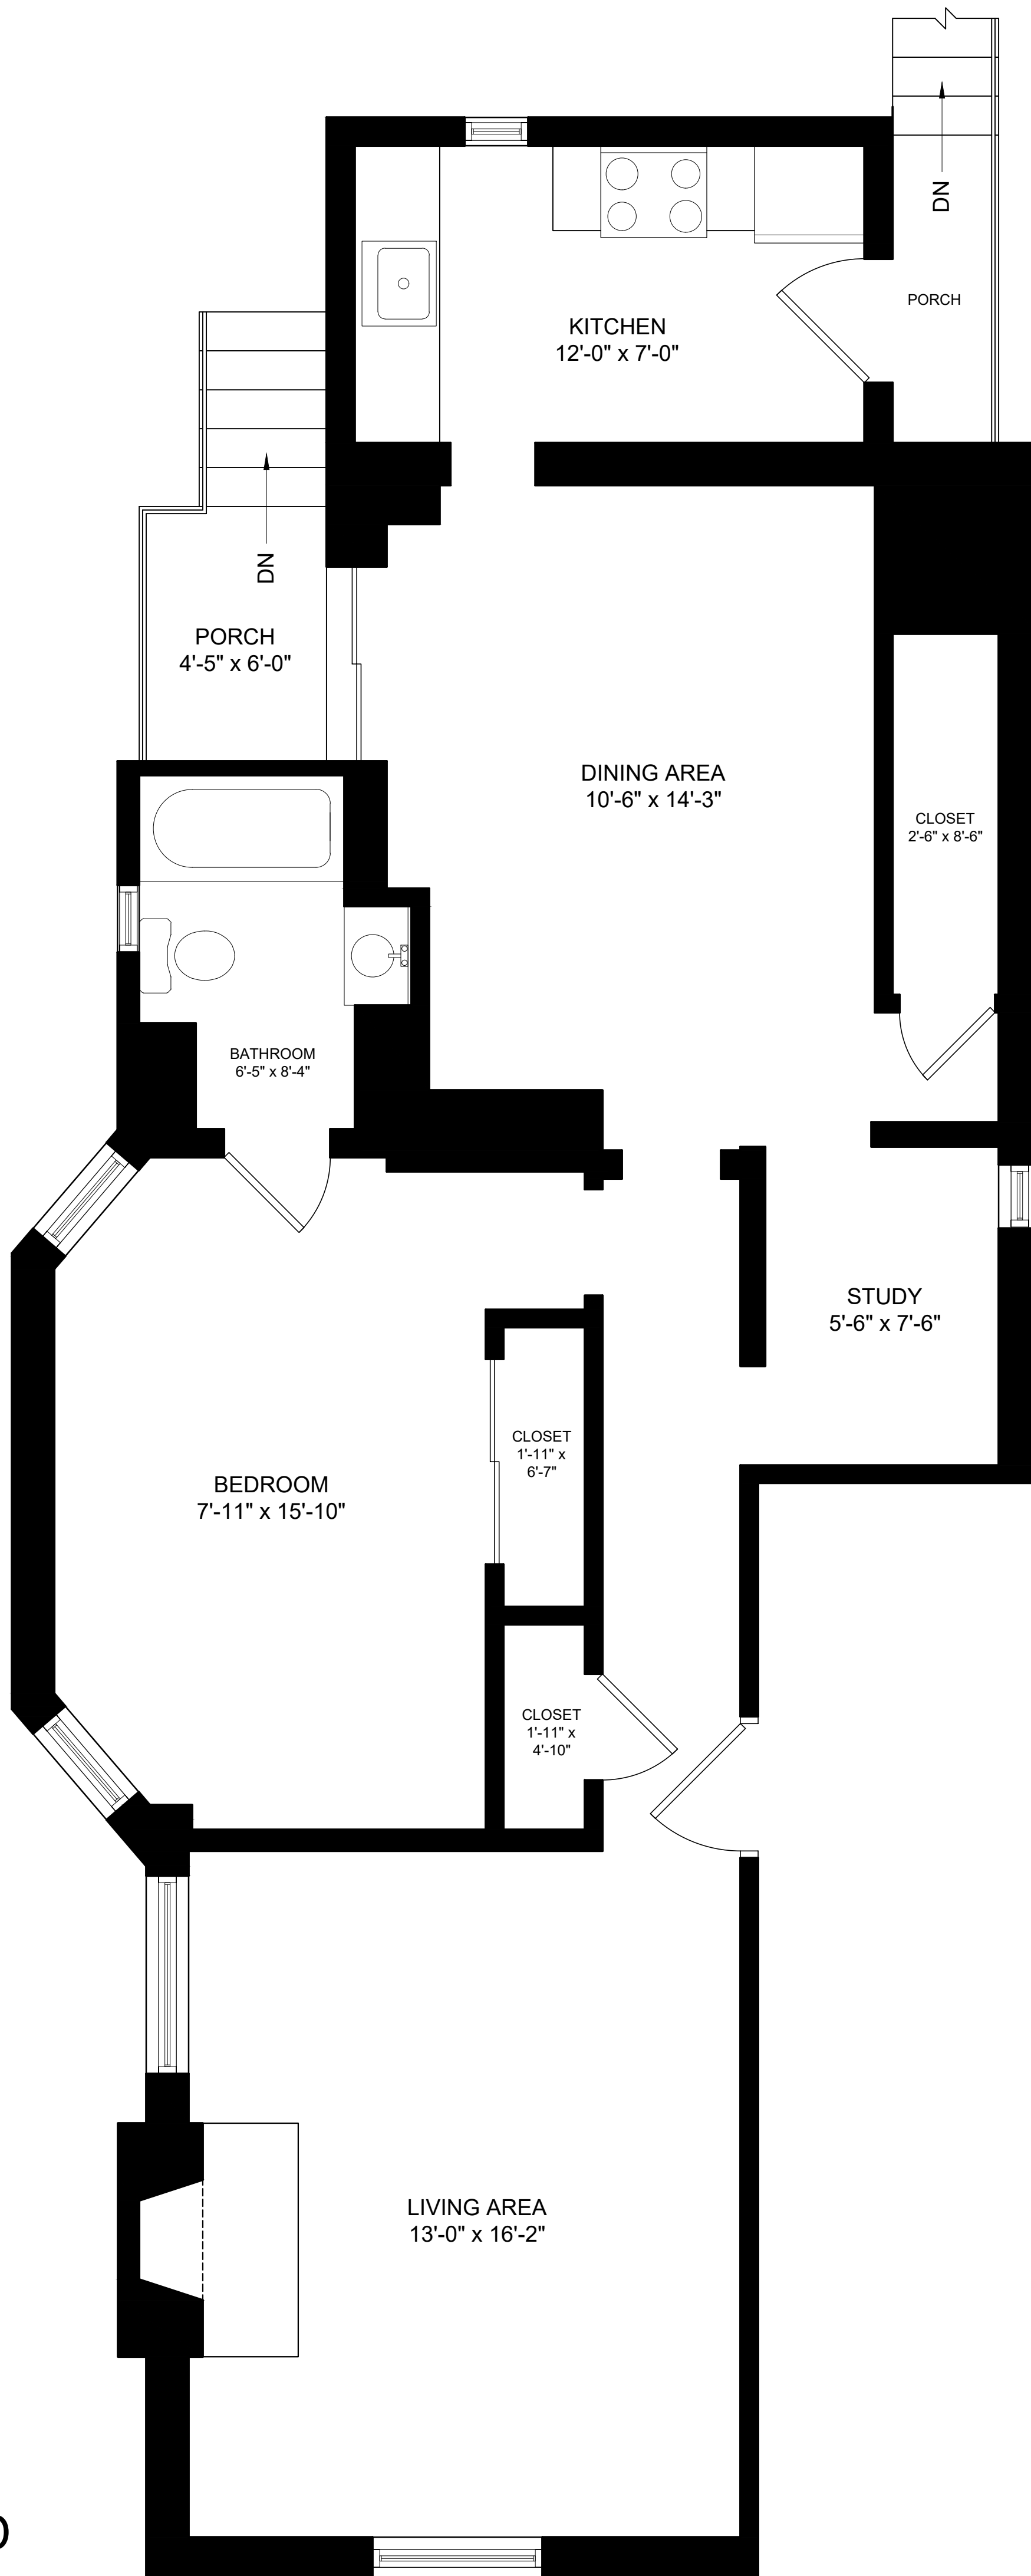 DN
PORCH
KITCHEN
12'-0" x 7'-0"
DN
PORCH
4'-5" x 6'-0"
DINING AREA
10'-6" x 14'-3"
CLOSET
2'-6" x 8'-6"
BATHROOM
6'-5" x 8'-4"
STUDY
5'-6" x 7'-6"
CLOSET
1'-11" x
6'-7"
BEDROOM
7'-11" x 15'-10"
CLOSET
1'-11" x
4'-10"
LIVING AREA
13'-0" x 16'-2"